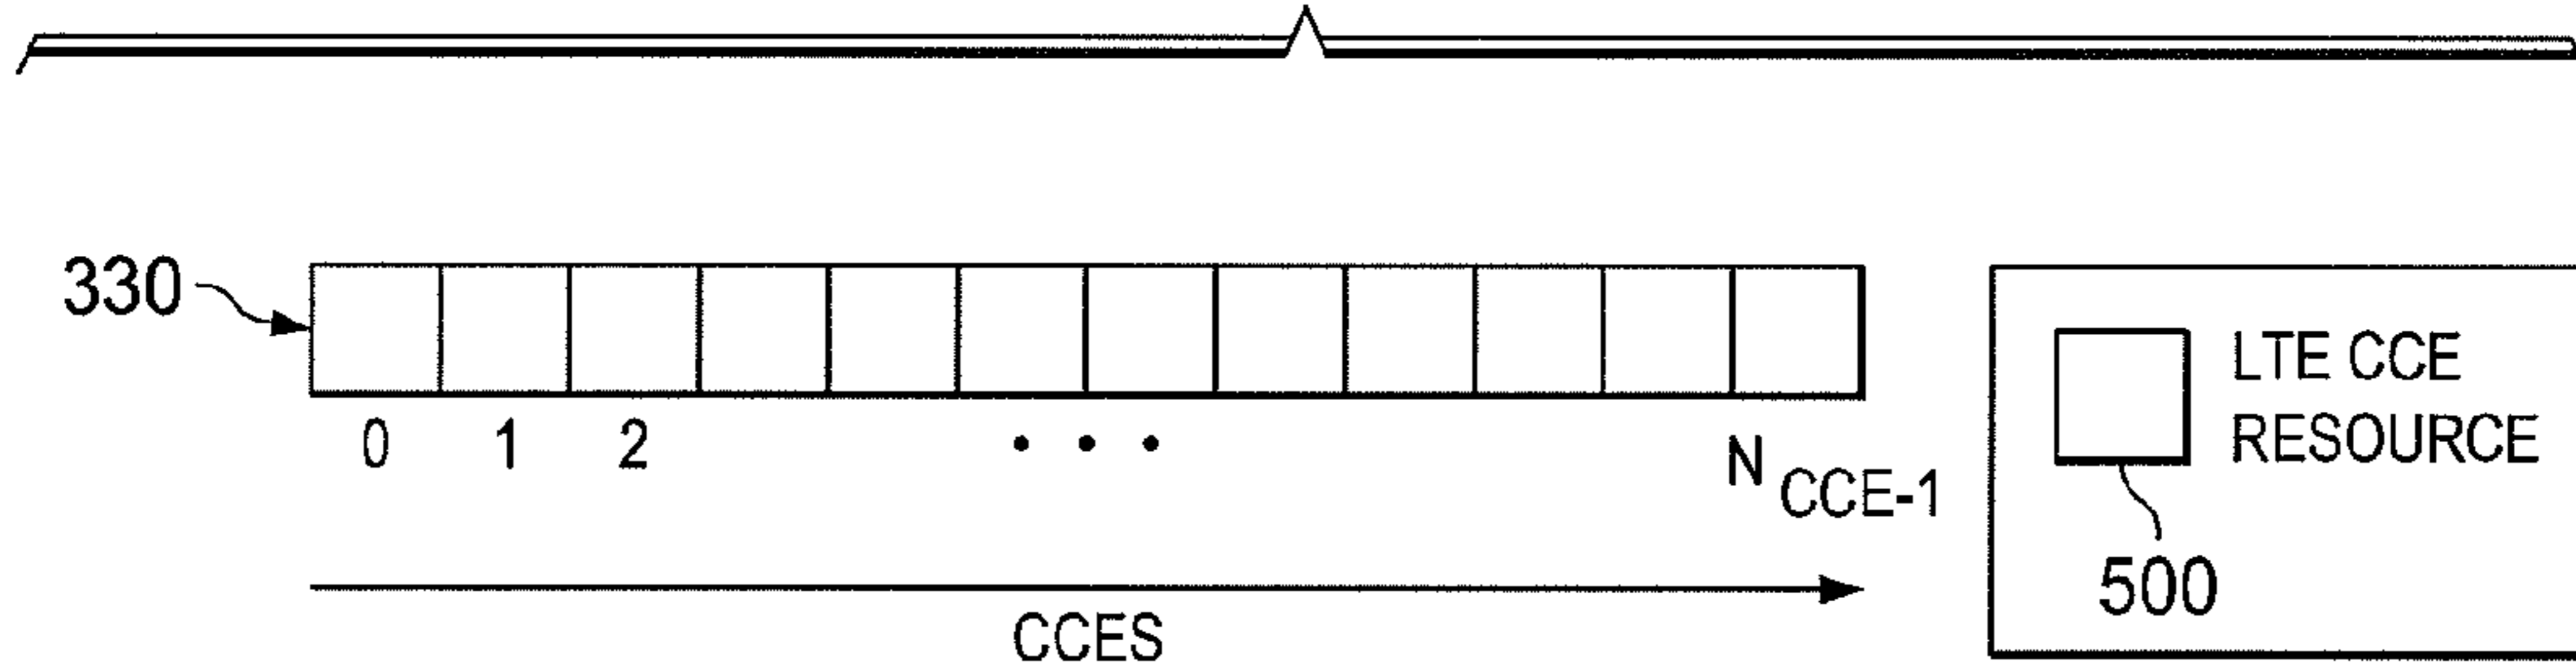 330
0 1 2 • • • N CCE-1
CCES
LTE CCE
RESOURCE
500